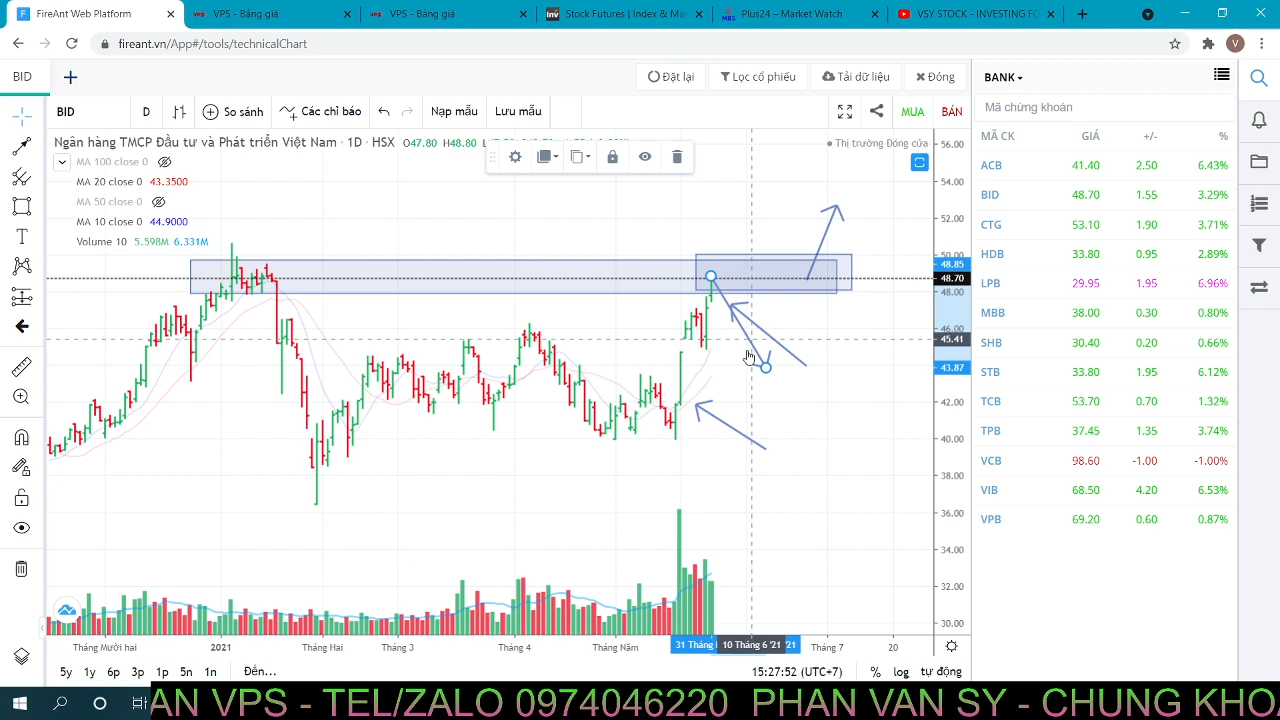 FireAnt Web Platform
VPS - Bảng giá
VPS - Bảng giá
Stock Futures | Index & Mar
Plus24 – Market Watch
VSY STOCK - INVESTING FO
fireant.vn/App#/tools/technicalChart
V
BID
Đặt lại
Lọc cổ phiếu
Tải dữ liệu
Đóng
BID
D
So sánh
Các chỉ báo
Nạp mẫu
Lưu mẫu
MUA
BÁN
Ngân hàng TMCP Đầu tư và Phát triển Việt Nam · 1D · HSX O47.80 H48.80
Thị trường Đóng cửa
MA 100 close 0
MA 20 close 0 43.3500
MA 50 close 0
MA 10 close 0 44.9000
Volume 10 5.598M 6.331M
56.00
54.00
52.00
50.00
48.85
48.70
48.00
46.00
45.41
43.87
42.00
40.00
38.00
36.00
34.00
32.00
30.00
Tháng Mười hai
2021
Tháng Hai
Tháng 3
Tháng 4
Tháng Năm
31 Tháng
10 Tháng 6 '21
'21
Tháng 7
20
5y 1y 6p 3p 1p 5n 1n Đến...
15:27:52 (UTC+7)
% log tự động
BANK
Mã chứng khoán
MÃ CK GIÁ +/- %
ACB 41.40 2.50 6.43%
BID 48.70 1.55 3.29%
CTG 53.10 1.90 3.71%
HDB 33.80 0.95 2.89%
LPB 29.95 1.95 6.96%
MBB 38.00 0.30 0.80%
SHB 30.40 0.20 0.66%
STB 33.80 1.95 6.12%
TCB 53.70 0.70 1.32%
TPB 37.45 1.35 3.74%
VCB 98.60 -1.00 -1.00%
VIB 68.50 4.20 6.53%
VPB 69.20 0.60 0.87%
AN VPS - TEL/ZALO 0974046220 PHAN VAN SY - CHUNG KHO